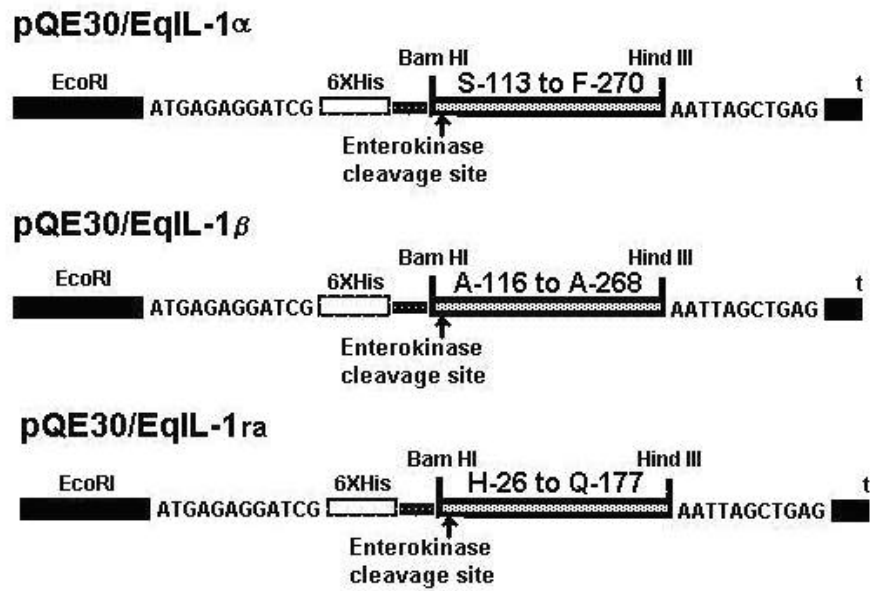 pQE30/EqIL-1α
Bam HI Hind III
EcoRI 6XHis S-113 to F-270 t
ATGAGAGGATCG AATTAGCTGAG
Enterokinase
cleavage site
pQE30/EqIL-1β
Bam HI Hind III
EcoRI 6XHis A-116 to A-268 t
ATGAGAGGATCG AATTAGCTGAG
Enterokinase
cleavage site
pQE30/EqIL-1ra
Bam HI Hind III
EcoRI 6XHis H-26 to Q-177 t
ATGAGAGGATCG AATTAGCTGAG
Enterokinase
cleavage site